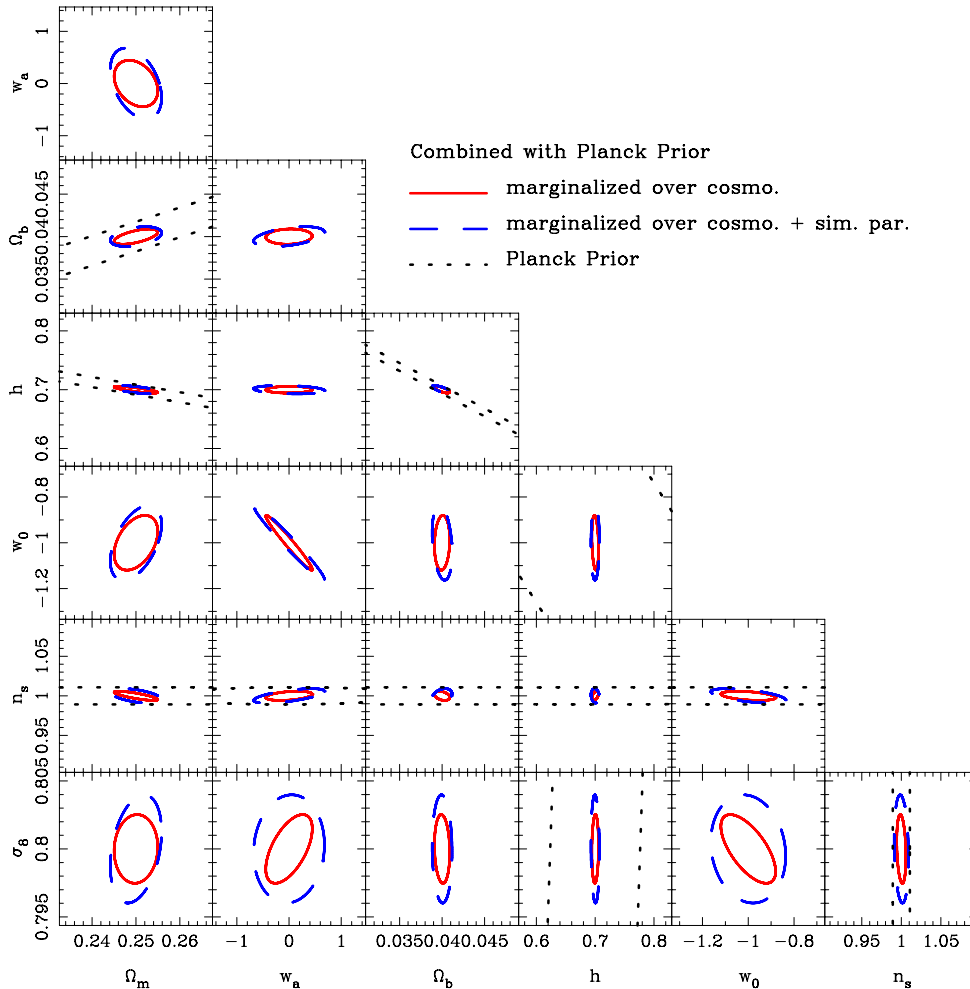 w_a
1
0
−1
Combined with Planck Prior
marginalized over cosmo.
marginalized over cosmo. + sim. par.
Planck Prior
Ω_b
0.045
0.04
0.035
h
0.8
0.7
0.6
w_0
−0.8
−1
−1.2
n_s
1.05
1
0.95
σ_8
0.805
0.8
0.795
0.24 0.25 0.26
−1 0 1
0.035 0.04 0.045
0.6 0.7 0.8
−1.2 −1 −0.8
0.95 1 1.05
Ω_m w_a Ω_b h w_0 n_s